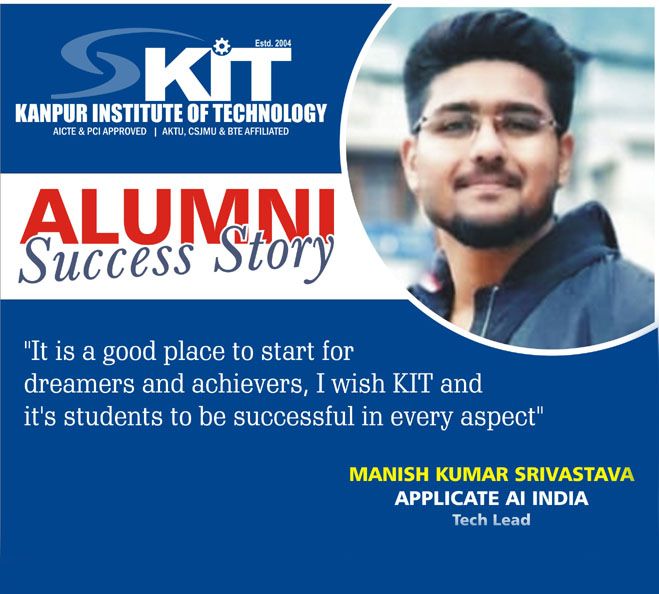 Estd. 2004
SKIT
KANPUR INSTITUTE OF TECHNOLOGY
AICTE & PCI APPROVED | AKTU, CSJMU & BTE AFFILIATED
ALUMNI
Success Story
"It is a good place to start for
dreamers and achievers, I wish KIT and
it's students to be successful in every aspect"
MANISH KUMAR SRIVASTAVA
APPLICATE AI INDIA
Tech Lead